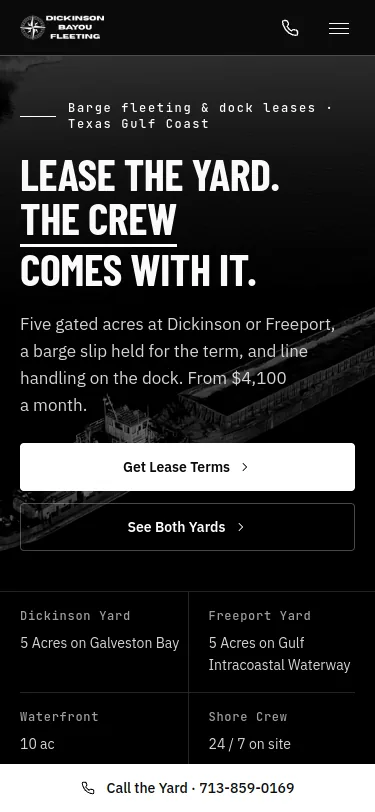 DICKINSON
BAYOU
FLEETING
Barge fleeting & dock leases ·
Texas Gulf Coast
LEASE THE YARD.
THE CREW
COMES WITH IT.
Five gated acres at Dickinson or Freeport,
a barge slip held for the term, and line
handling on the dock. From $4,100
a month.
Get Lease Terms
See Both Yards
Dickinson Yard
5 Acres on Galveston Bay
Freeport Yard
5 Acres on Gulf
Intracoastal Waterway
Waterfront
10 ac
Shore Crew
24 / 7 on site
Call the Yard · 713-859-0169